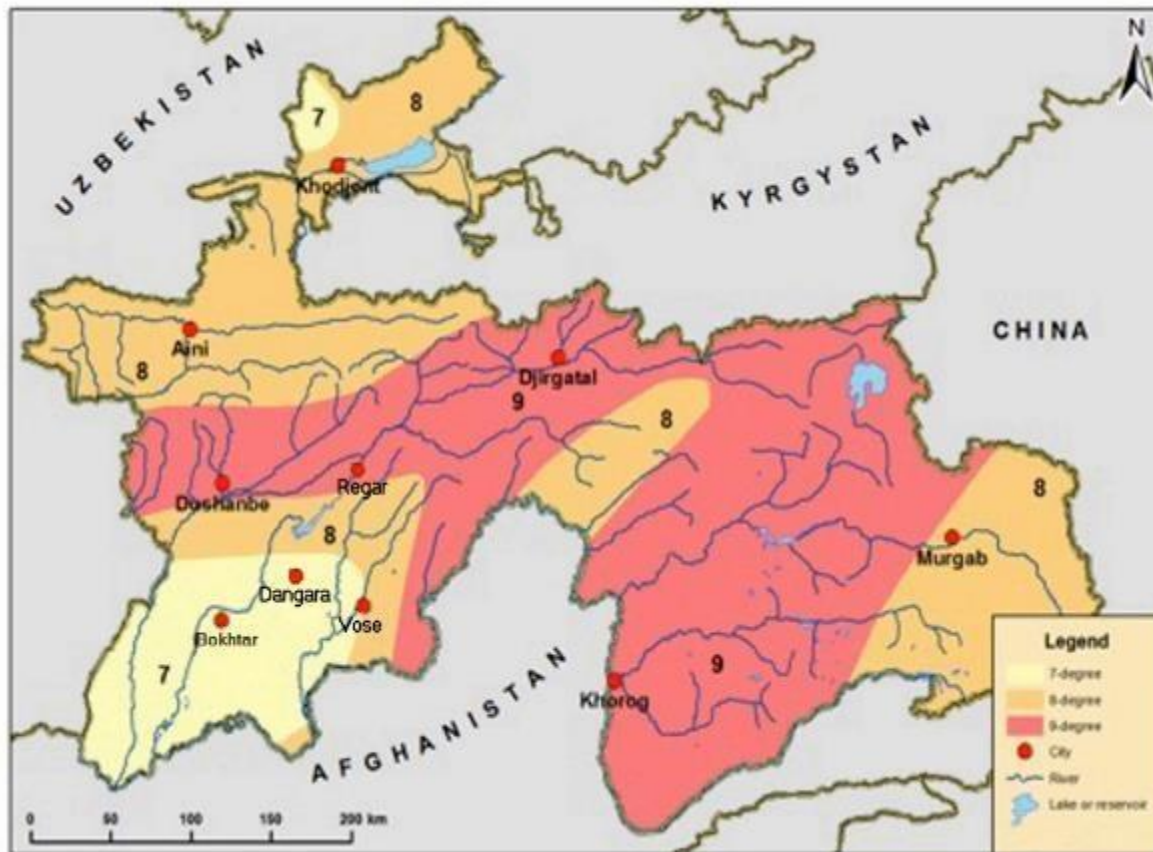 N
UZBEKISTAN
7
8
Khodjent
KYRGYSTAN
CHINA
Aini
8
Djirgatal
9
8
Regar
Dushanbe
8
8
Murgab
Dangara
Vose
Bokhtar
7
9
Khorog
AFGHANISTAN
0 50 100 150 200 km
Legend
7-degree
8-degree
9-degree
City
River
Lake or reservoir